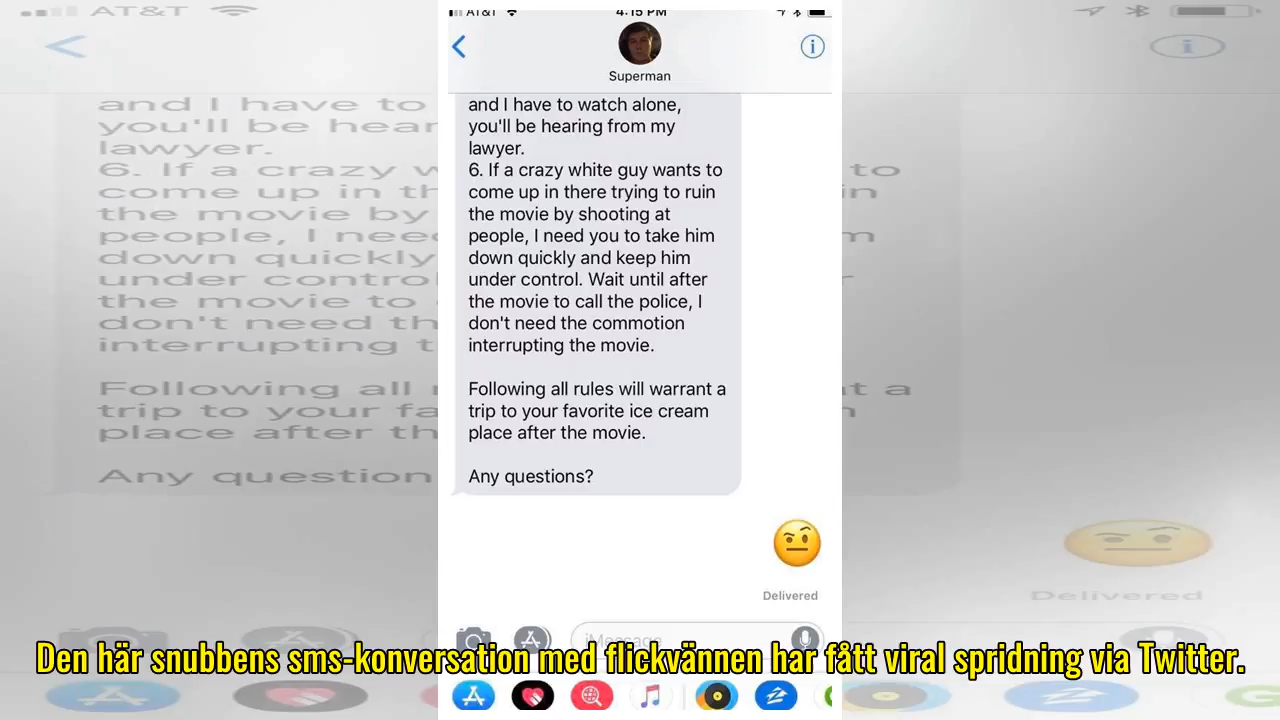 AT&T
4:15 PM
Superman
and I have to watch alone,
you'll be hearing from my
lawyer.
6. If a crazy white guy wants to
come up in there trying to ruin
the movie by shooting at
people, I need you to take him
down quickly and keep him
under control. Wait until after
the movie to call the police, I
don't need the commotion
interrupting the movie.
Following all rules will warrant a
trip to your favorite ice cream
place after the movie.
Any questions?
Delivered
iMessage
Den här snubbens sms-konversation med flickvännen har fått viral spridning via Twitter.